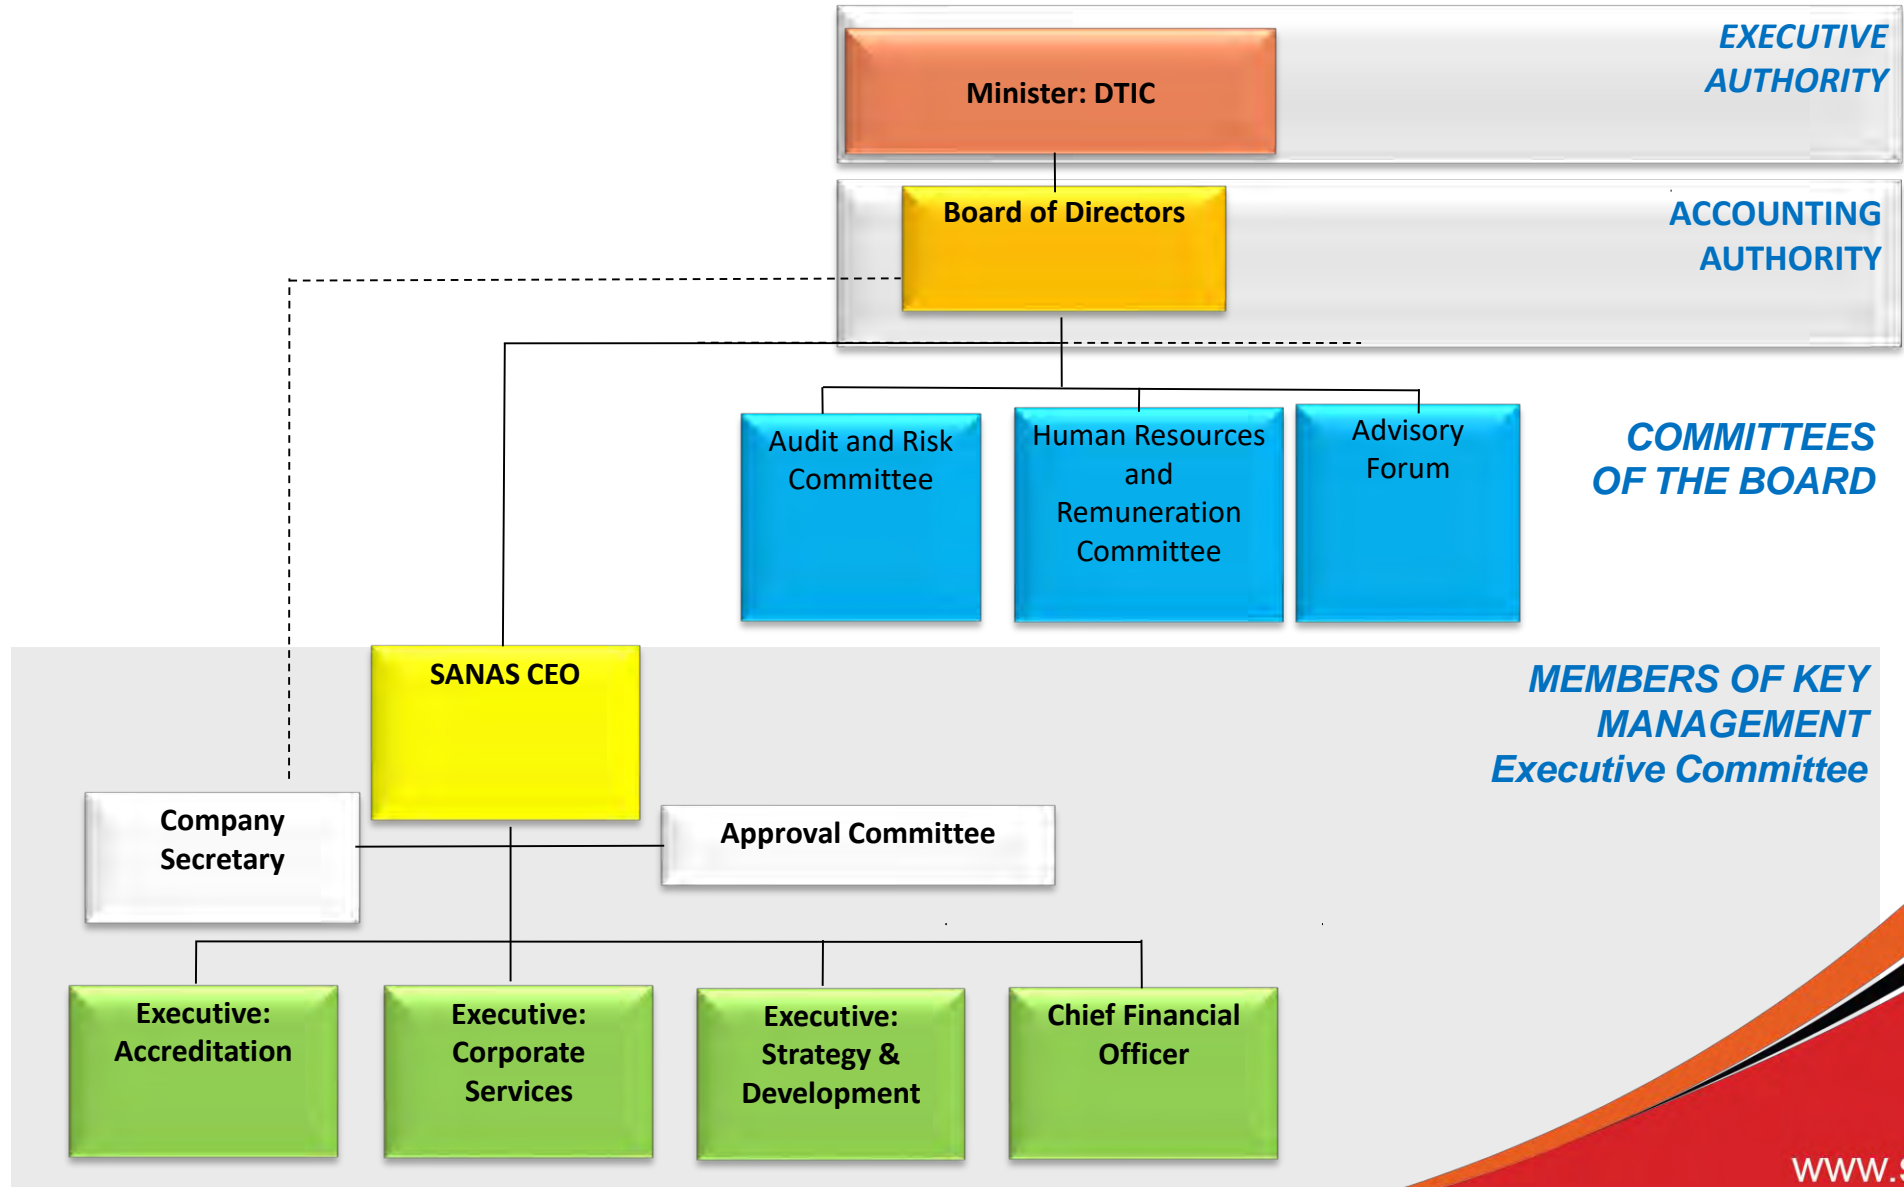 EXECUTIVE
AUTHORITY
Minister: DTIC
Board of Directors
ACCOUNTING
AUTHORITY
Audit and Risk
Committee
Human Resources
and
Remuneration
Committee
Advisory
Forum
COMMITTEES
OF THE BOARD
SANAS CEO
MEMBERS OF KEY
MANAGEMENT
Executive Committee
Company
Secretary
Approval Committee
Executive:
Accreditation
Executive:
Corporate
Services
Executive:
Strategy &
Development
Chief Financial
Officer
www.s